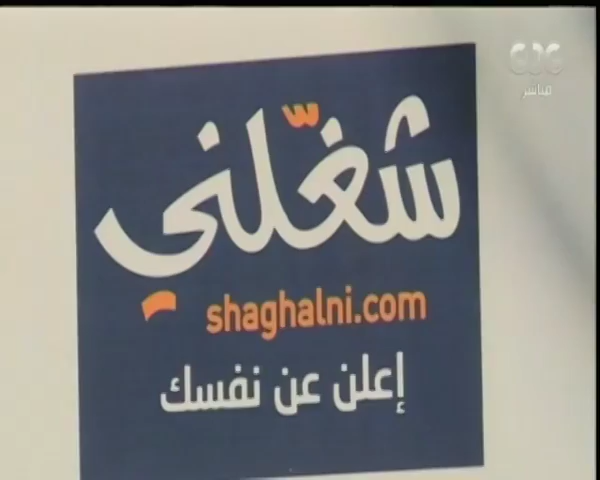 cbc
مباشر
شغّلني
shaghalni.com
إعلن عن نفسك